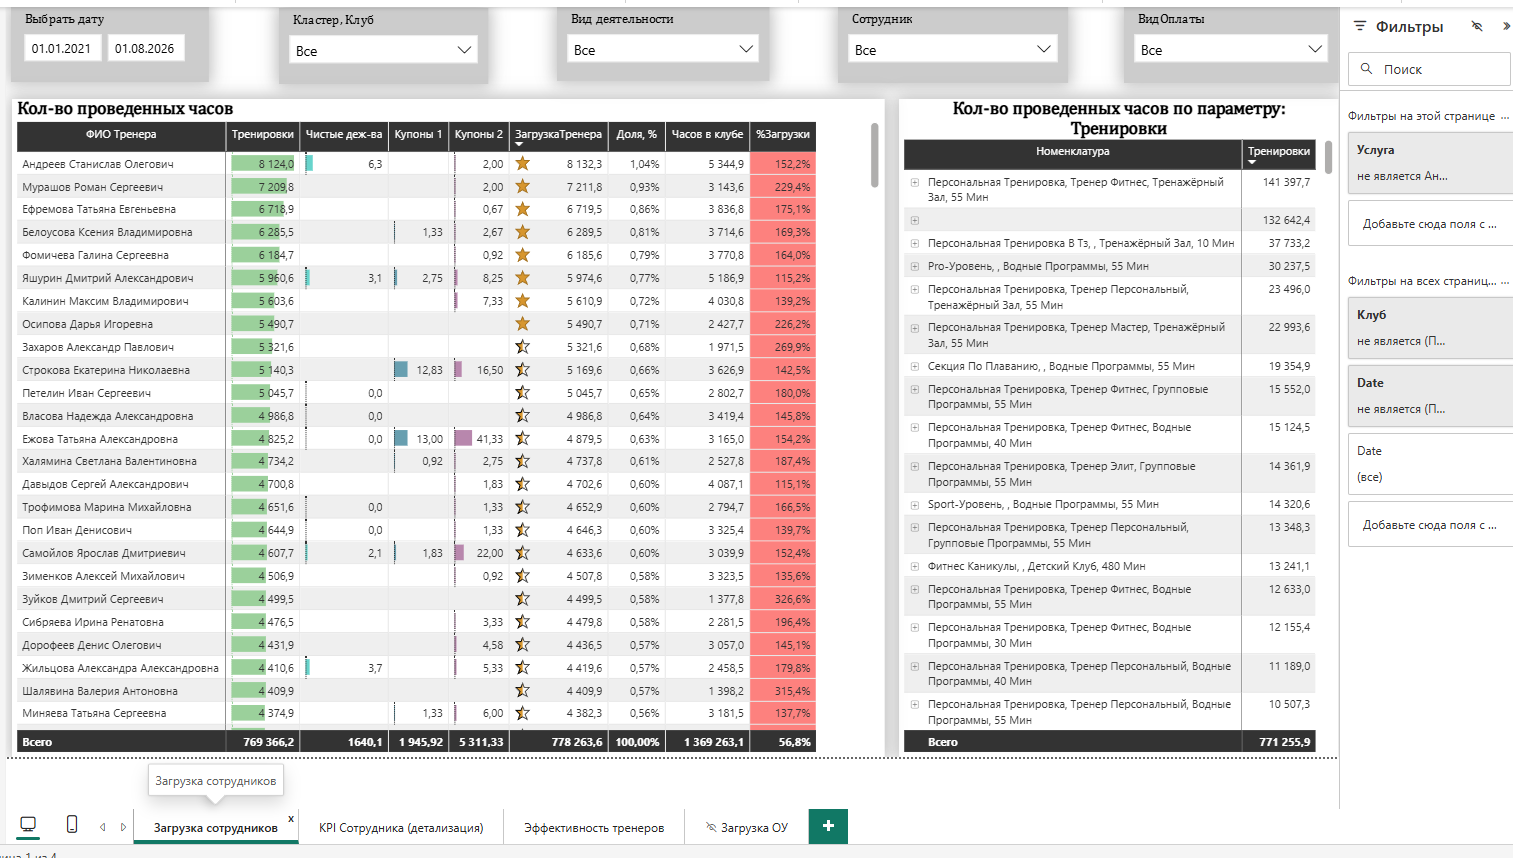 Выбрать дату
01.01.2021
01.08.2026
Кластер, Клуб
Все
Вид деятельности
Все
Сотрудник
Все
ВидОплаты
Все
Кол-во проведенных часов
ФИО Тренера Тренировки Чистые деж-ва Купоны 1 Купоны 2 ЗагрузкаТренера Доля, % Часов в клубе %Загрузки
Андреев Станислав Олегович 8 124,0 6,3 2,00 8 132,3 1,04% 5 344,9 152,2%
Мурашов Роман Сергеевич 7 209,8 2,00 7 211,8 0,93% 3 143,6 229,4%
Ефремова Татьяна Евгеньевна 6 718,9 0,67 6 719,5 0,86% 3 836,8 175,1%
Белоусова Ксения Владимировна 6 285,5 1,33 2,67 6 289,5 0,81% 3 714,6 169,3%
Фомичева Галина Сергеевна 6 184,7 0,92 6 185,6 0,79% 3 770,8 164,0%
Яшурин Дмитрий Александрович 5 960,6 3,1 2,75 8,25 5 974,6 0,77% 5 186,9 115,2%
Калинин Максим Владимирович 5 603,6 7,33 5 610,9 0,72% 4 030,8 139,2%
Осипова Дарья Игоревна 5 490,7 5 490,7 0,71% 2 427,7 226,2%
Захаров Александр Павлович 5 321,6 5 321,6 0,68% 1 971,5 269,9%
Строкова Екатерина Николаевна 5 140,3 12,83 16,50 5 169,6 0,66% 3 626,9 142,5%
Петелин Иван Сергеевич 5 045,7 0,0 5 045,7 0,65% 2 802,7 180,0%
Власова Надежда Александровна 4 986,8 0,0 4 986,8 0,64% 3 419,4 145,8%
Ежова Татьяна Александровна 4 825,2 0,0 13,00 41,33 4 879,5 0,63% 3 165,0 154,2%
Халямина Светлана Валентиновна 4 734,2 0,92 2,75 4 737,8 0,61% 2 527,8 187,4%
Давыдов Сергей Александрович 4 700,8 1,83 4 702,6 0,60% 4 087,1 115,1%
Трофимова Марина Михайловна 4 651,6 0,0 1,33 4 652,9 0,60% 2 794,7 166,5%
Поп Иван Денисович 4 644,9 0,0 1,33 4 646,3 0,60% 3 325,4 139,7%
Самойлов Ярослав Дмитриевич 4 607,7 2,1 1,83 22,00 4 633,6 0,60% 3 039,9 152,4%
Зименков Алексей Михайлович 4 506,9 0,92 4 507,8 0,58% 3 323,5 135,6%
Зуйков Дмитрий Сергеевич 4 499,5 4 499,5 0,58% 1 377,8 326,6%
Сибряева Ирина Ренатовна 4 476,5 3,33 4 479,8 0,58% 2 281,5 196,4%
Дорофеев Денис Олегович 4 431,9 4,58 4 436,5 0,57% 3 057,0 145,1%
Жильцова Александра Александровна 4 410,6 3,7 5,33 4 419,6 0,57% 2 458,5 179,8%
Шалявина Валерия Антоновна 4 409,9 4 409,9 0,57% 1 398,2 315,4%
Миняева Татьяна Сергеевна 4 374,9 1,33 6,00 4 382,3 0,56% 3 181,5 137,7%
Всего 769 366,2 1640,1 1 945,92 5 311,33 778 263,6 100,00% 1 369 263,1 56,8%
Кол-во проведенных часов по параметру:
Тренировки
Номенклатура Тренировки
Персональная Тренировка, Тренер Фитнес, Тренажёрный 141 397,7
Зал, 55 Мин
132 642,4
Персональная Тренировка В Тз, , Тренажёрный Зал, 10 Мин 37 733,2
Pro-Уровень, , Водные Программы, 55 Мин 30 237,5
Персональная Тренировка, Тренер Персональный, 23 496,0
Тренажёрный Зал, 55 Мин
Персональная Тренировка, Тренер Мастер, Тренажёрный 22 993,6
Зал, 55 Мин
Секция По Плаванию, , Водные Программы, 55 Мин 19 354,9
Персональная Тренировка, Тренер Фитнес, Групповые 15 552,0
Программы, 55 Мин
Персональная Тренировка, Тренер Фитнес, Водные 15 124,5
Программы, 40 Мин
Персональная Тренировка, Тренер Элит, Групповые 14 361,9
Программы, 55 Мин
Sport-Уровень, , Водные Программы, 55 Мин 14 320,6
Персональная Тренировка, Тренер Персональный, 13 348,3
Групповые Программы, 55 Мин
Фитнес Каникулы, , Детский Клуб, 480 Мин 13 241,1
Персональная Тренировка, Тренер Фитнес, Водные 12 633,0
Программы, 55 Мин
Персональная Тренировка, Тренер Фитнес, Водные 12 155,4
Программы, 30 Мин
Персональная Тренировка, Тренер Персональный, Водные 11 189,0
Программы, 40 Мин
Персональная Тренировка, Тренер Персональный, Водные 10 507,3
Программы, 55 Мин
Всего 771 255,9
Фильтры
Поиск
Фильтры на этой странице ...
Услуга
не является Ан...
Добавьте сюда поля с ...
Фильтры на всех страниц... ...
Клуб
не является (П...
Date
не является (П...
Date
(все)
Добавьте сюда поля с ...
Загрузка сотрудников
Загрузка сотрудников x
KPI Сотрудника (детализация)
Эффективность тренеров
Загрузка ОУ
+